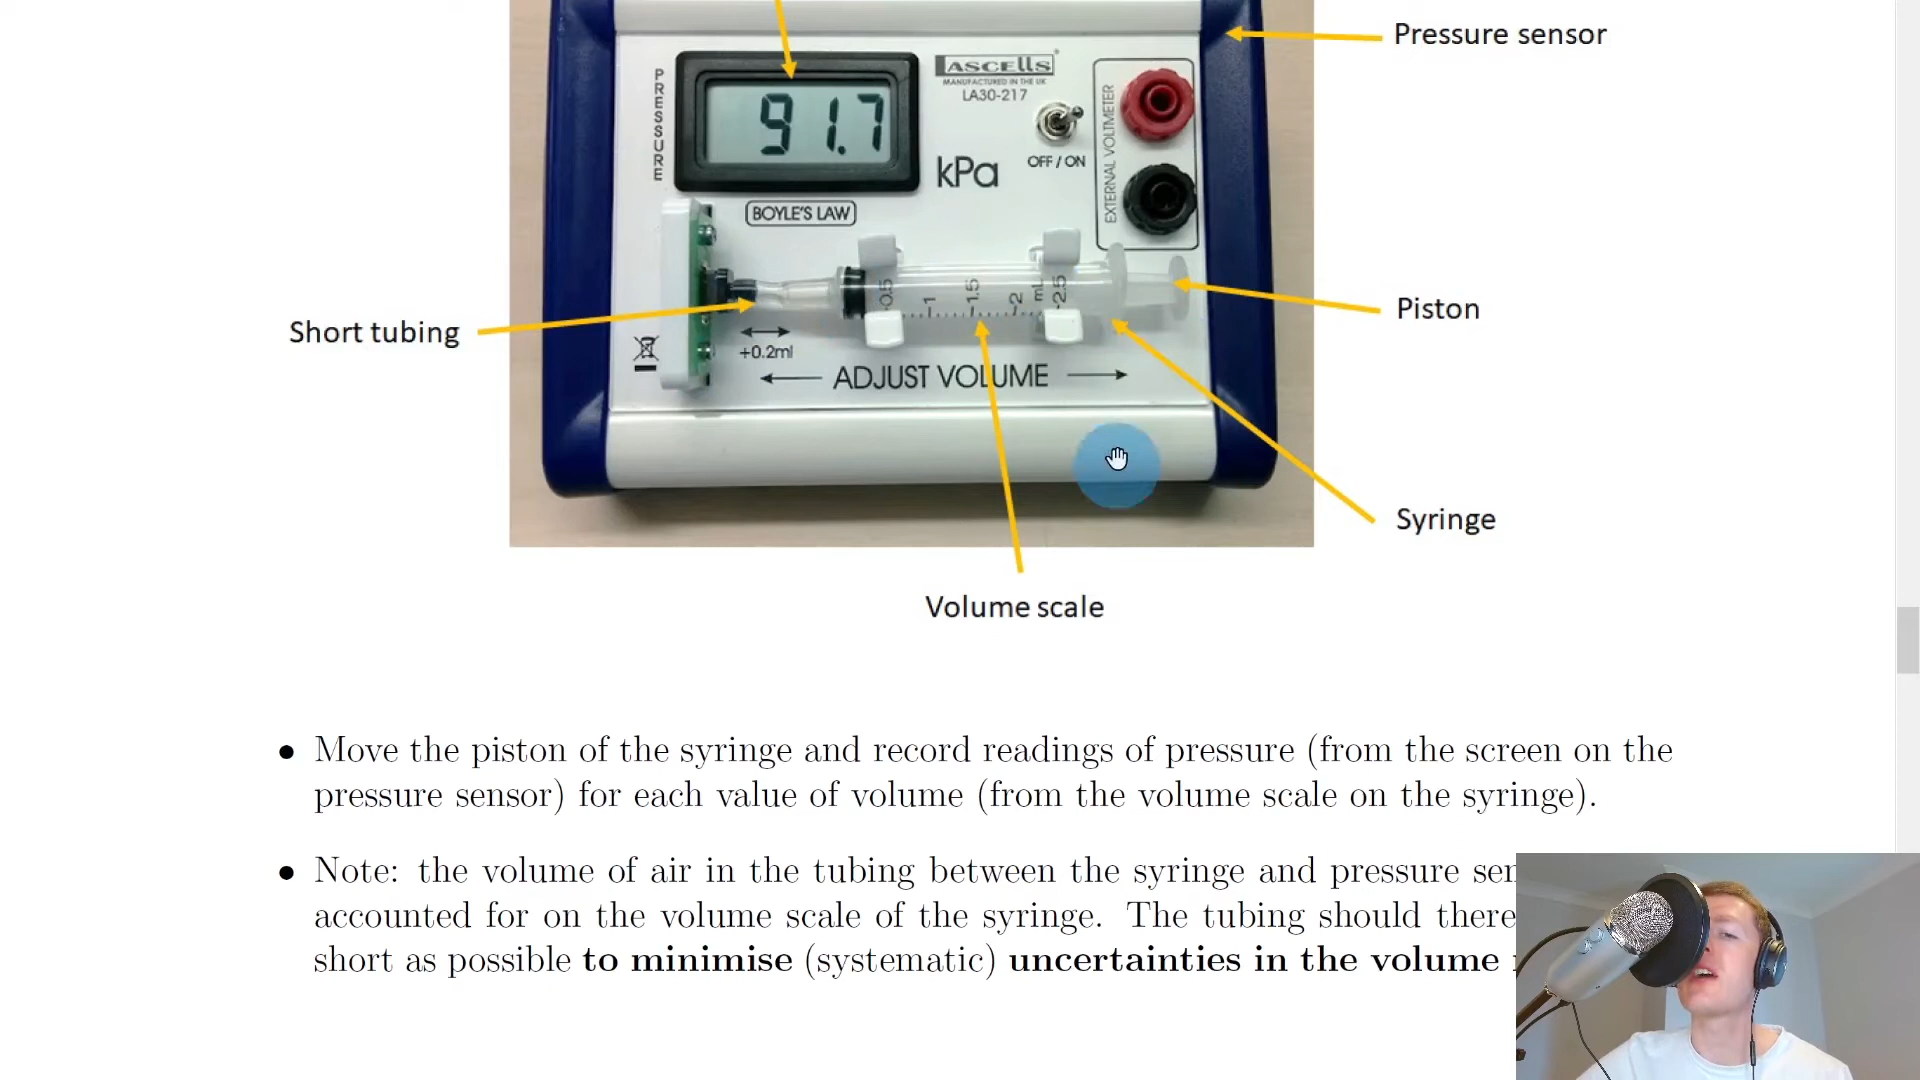 Pressure sensor
PRESSURE
91.7
LASCELLS
MANUFACTURED IN THE UK
LA30-217
kPa
OFF / ON
EXTERNAL VOLTMETER
BOYLE'S LAW
0.5 1 1.5 2 mL 2.5
Piston
Short tubing
+0.2ml
ADJUST VOLUME
Syringe
Volume scale
• Move the piston of the syringe and record readings of pressure (from the screen on the
pressure sensor) for each value of volume (from the volume scale on the syringe).
• Note: the volume of air in the tubing between the syringe and pressure
accounted for on the volume scale of the syringe. The tubing should
short as possible to minimise (systematic) uncertainties in the volume